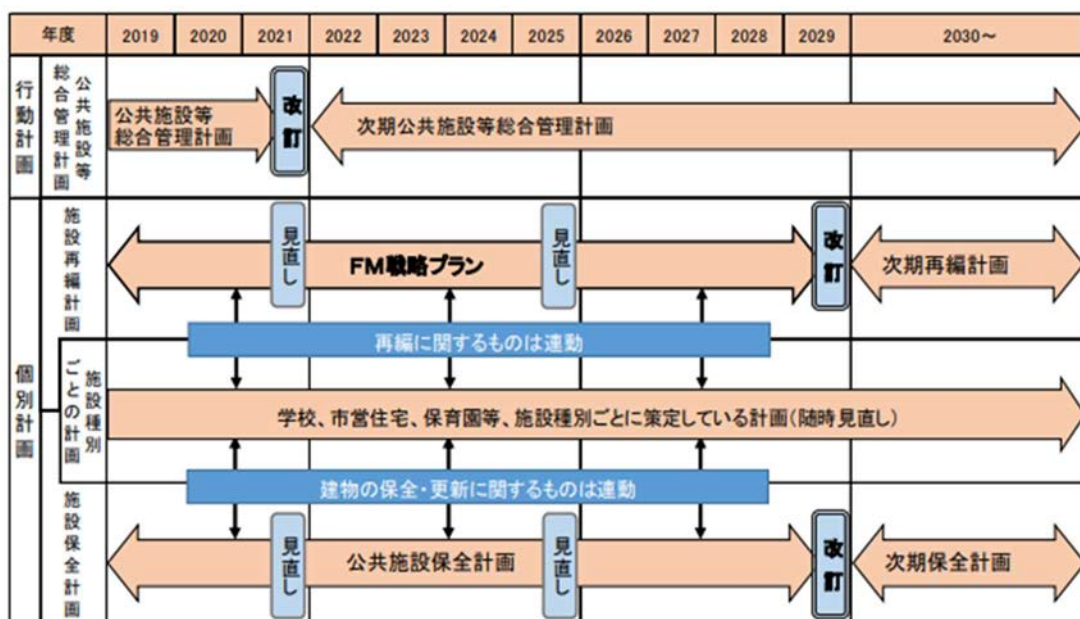 年度 2019 2020 2021 2022 2023 2024 2025 2026 2027 2028 2029 2030～
行動計画
公共施設等
総合管理計画
公共施設等
総合管理計画
改訂
次期公共施設等総合管理計画
個別計画
施設再編計画
見直し
FM戦略プラン
見直し
改訂
次期再編計画
再編に関するものは連動
施設種別
ごとの計画
学校、市営住宅、保育園等、施設種別ごとに策定している計画(随時見直し)
建物の保全・更新に関するものは連動
施設保全計画
見直し
公共施設保全計画
見直し
改訂
次期保全計画